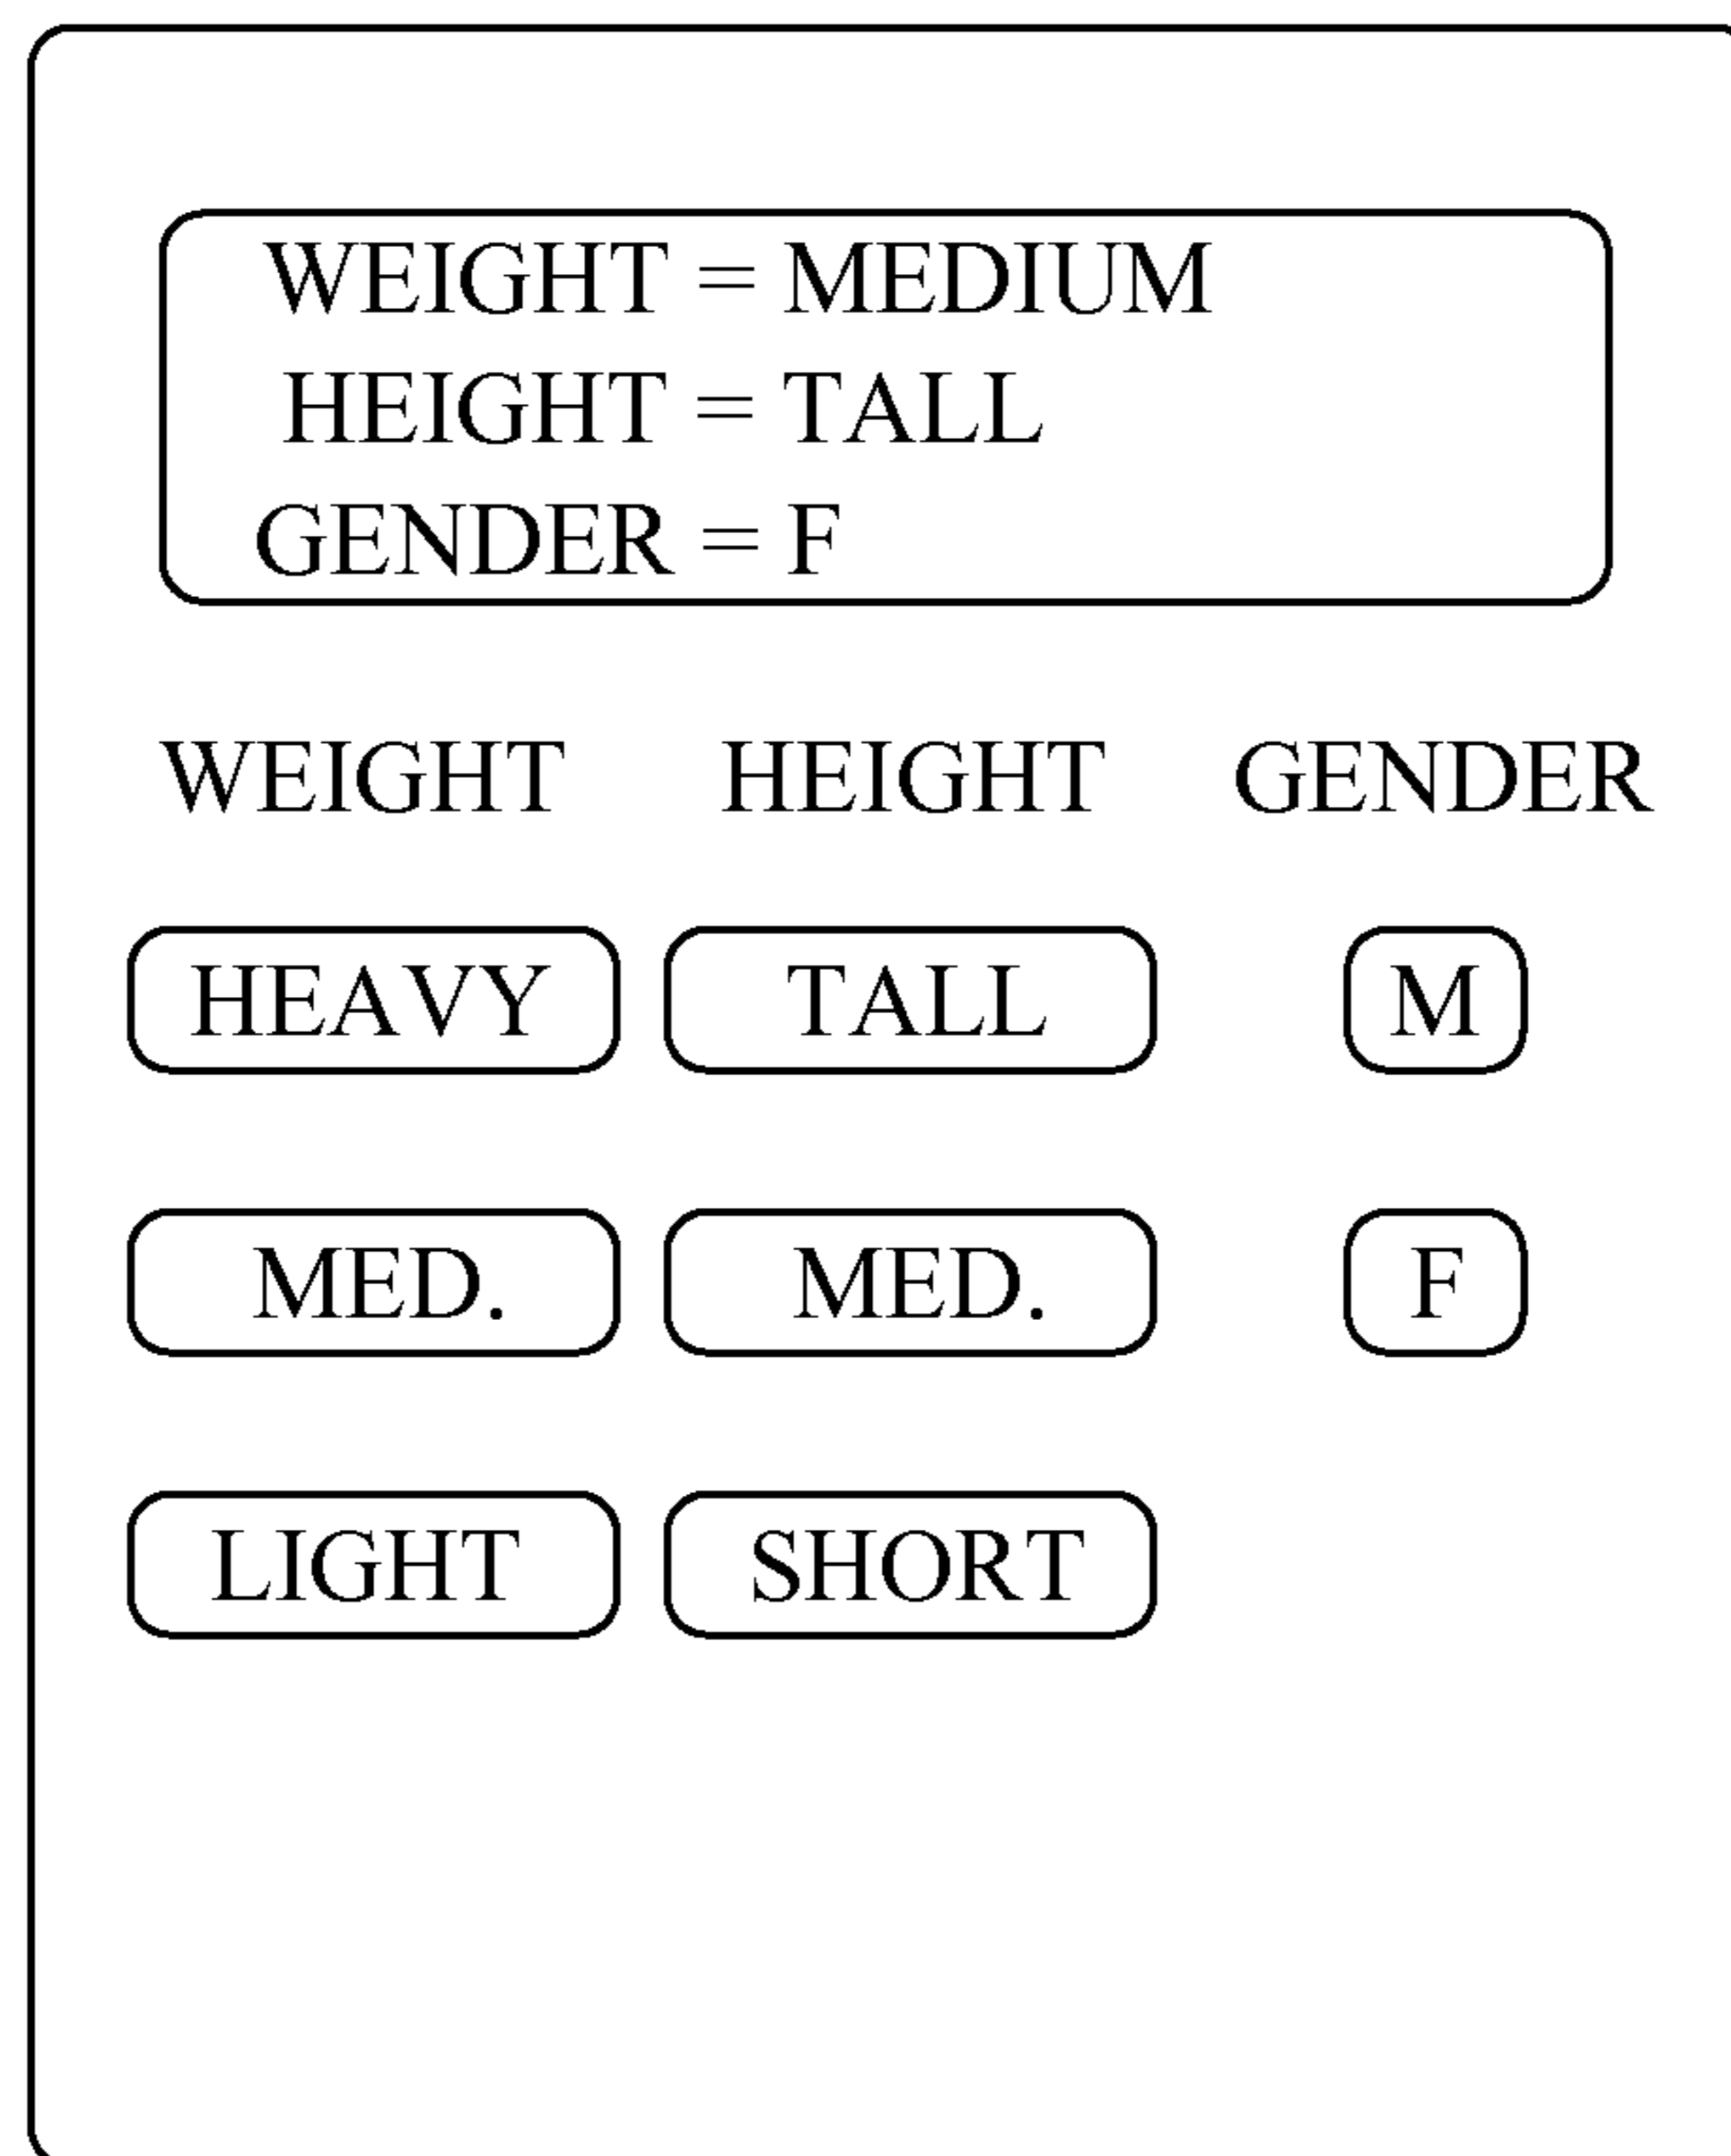 WEIGHT = MEDIUM
HEIGHT = TALL
GENDER = F
WEIGHT HEIGHT GENDER
HEAVY TALL M
MED. MED. F
LIGHT SHORT